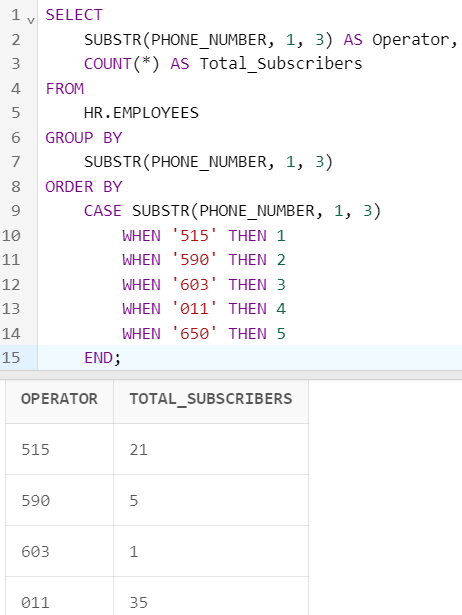 1 SELECT
2 SUBSTR(PHONE_NUMBER, 1, 3) AS Operator,
3 COUNT(*) AS Total_Subscribers
4 FROM
5 HR.EMPLOYEES
6 GROUP BY
7 SUBSTR(PHONE_NUMBER, 1, 3)
8 ORDER BY
9 CASE SUBSTR(PHONE_NUMBER, 1, 3)
10 WHEN '515' THEN 1
11 WHEN '590' THEN 2
12 WHEN '603' THEN 3
13 WHEN '011' THEN 4
14 WHEN '650' THEN 5
15 END;
OPERATOR TOTAL_SUBSCRIBERS
515 21
590 5
603 1
011 35